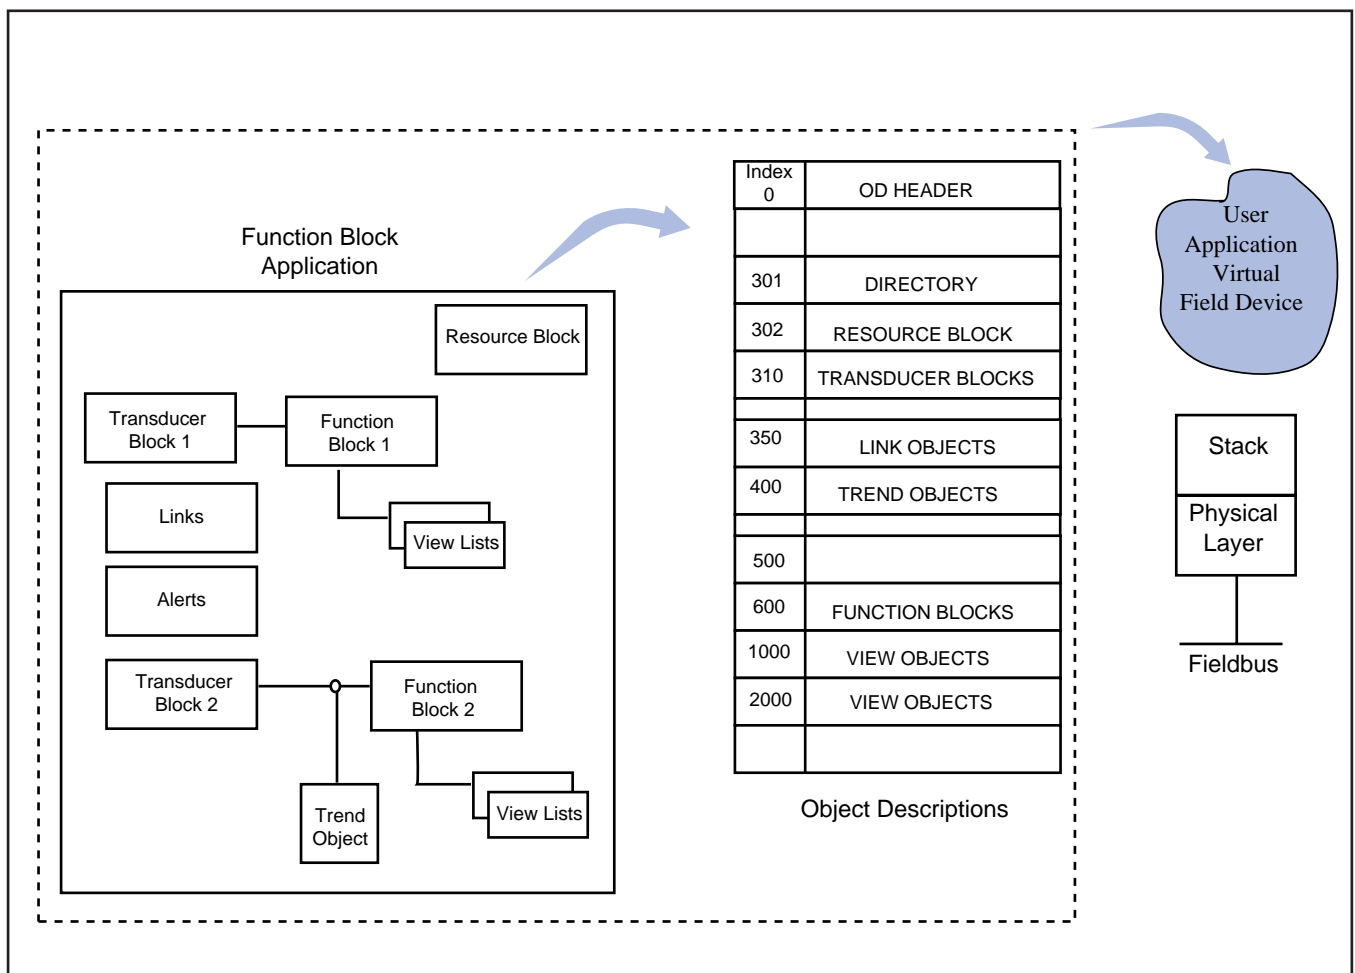 Function Block
Application
Resource Block
Transducer
Block 1
Function
Block 1
Links
View Lists
Alerts
Transducer
Block 2
Function
Block 2
Trend
Object
View Lists
Index
0 OD HEADER
301 DIRECTORY
302 RESOURCE BLOCK
310 TRANSDUCER BLOCKS
350 LINK OBJECTS
400 TREND OBJECTS
500
600 FUNCTION BLOCKS
1000 VIEW OBJECTS
2000 VIEW OBJECTS
Object Descriptions
User
Application
Virtual
Field Device
Stack
Physical
Layer
Fieldbus